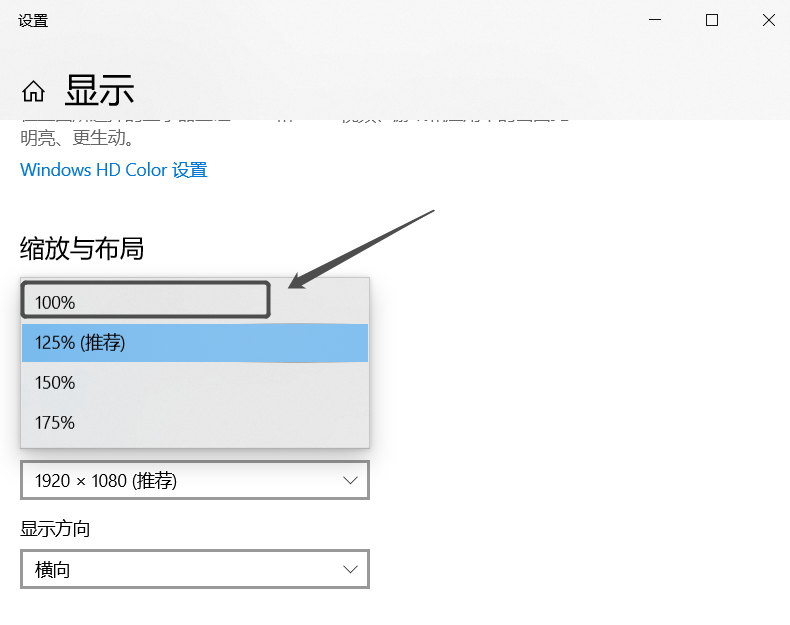 设置
显示
明亮、更生动。
Windows HD Color 设置
缩放与布局
100%
125% (推荐)
150%
175%
1920 × 1080 (推荐)
显示方向
横向